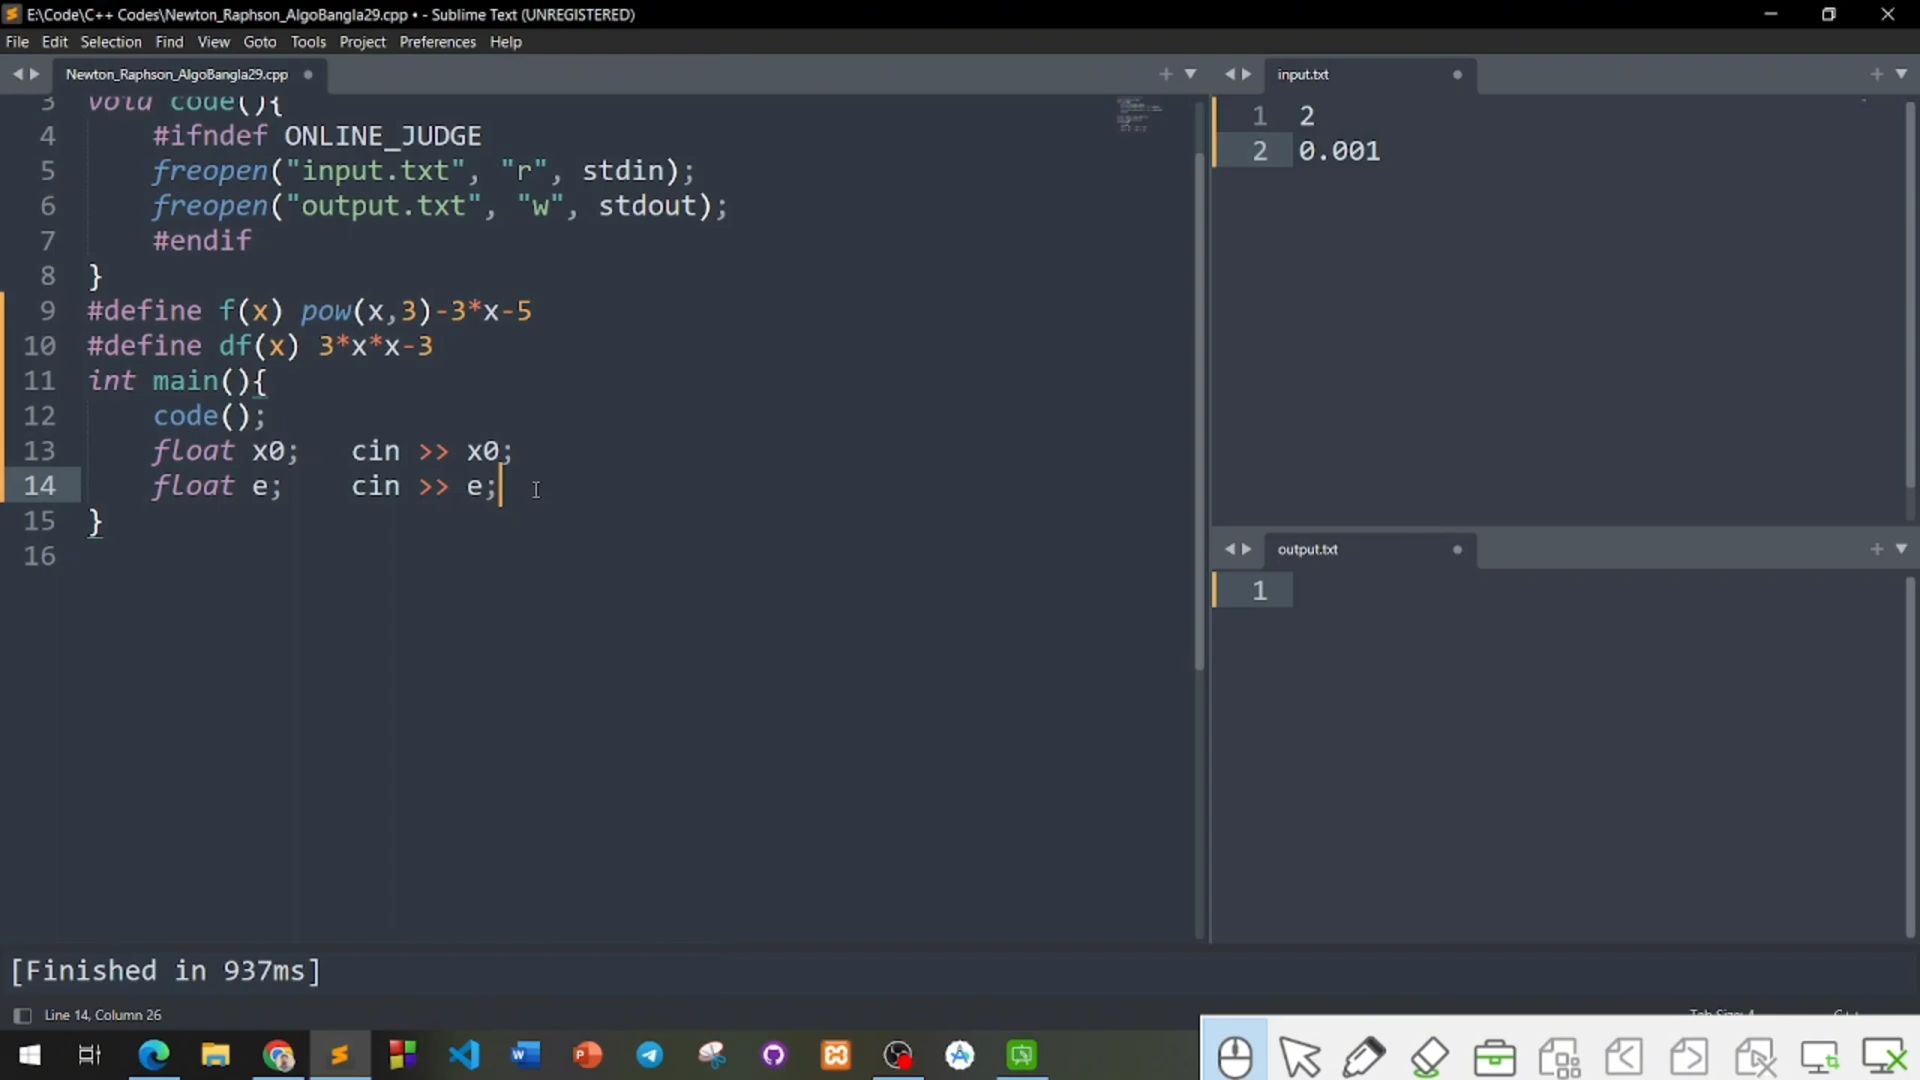 E:\Code\C++ Codes\Newton_Raphson_AlgoBangla29.cpp • - Sublime Text (UNREGISTERED)
File Edit Selection Find View Goto Tools Project Preferences Help
Newton_Raphson_AlgoBangla29.cpp
3 void code(){
4 #ifndef ONLINE_JUDGE
5 freopen("input.txt", "r", stdin);
6 freopen("output.txt", "w", stdout);
7 #endif
8 }
9 #define f(x) pow(x,3)-3*x-5
10 #define df(x) 3*x*x-3
11 int main(){
12 code();
13 float x0; cin >> x0;
14 float e; cin >> e;
15 }
16
input.txt
1 2
2 0.001
output.txt
1
[Finished in 937ms]
Line 14, Column 26